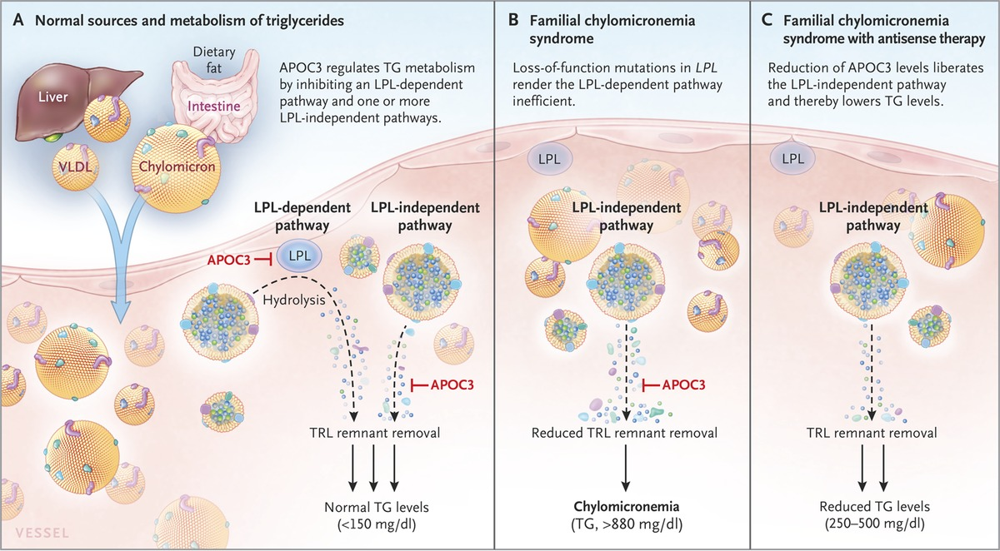 A Normal sources and metabolism of triglycerides
Dietary
fat
Liver
Intestine
VLDL
Chylomicron
APOC3 regulates TG metabolism
by inhibiting an LPL-dependent
pathway and one or more
LPL-independent pathways.
LPL-dependent
pathway
LPL-independent
pathway
APOC3
LPL
Hydrolysis
APOC3
TRL remnant removal
Normal TG levels
(<150 mg/dl)
VESSEL
B Familial chylomicronemia
syndrome
Loss-of-function mutations in LPL
render the LPL-dependent pathway
inefficient.
LPL
LPL-independent
pathway
APOC3
Reduced TRL remnant removal
Chylomicronemia
(TG, >880 mg/dl)
C Familial chylomicronemia
syndrome with antisense therapy
Reduction of APOC3 levels liberates
the LPL-independent pathway
and thereby lowers TG levels.
LPL
LPL-independent
pathway
TRL remnant removal
Reduced TG levels
(250–500 mg/dl)